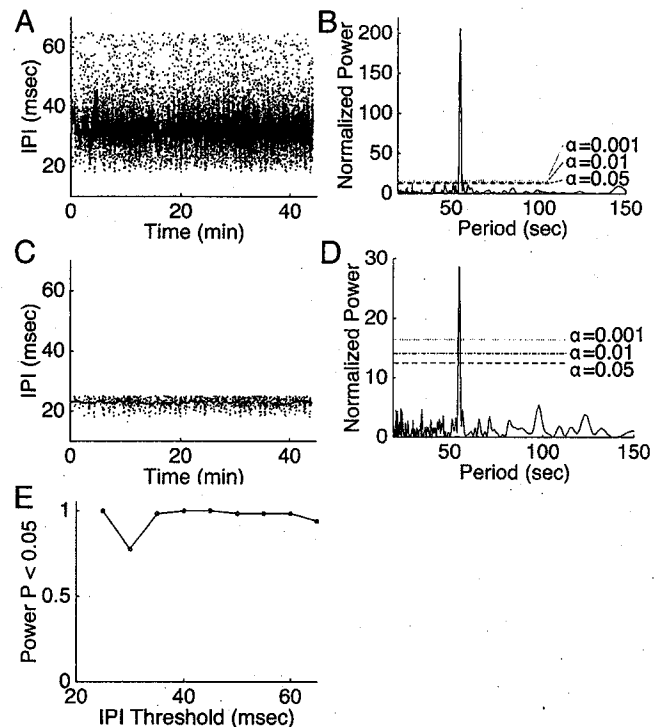 A
IPI (msec)
60
40
20
0
20
40
Time (min)
B
Normalized Power
200
150
100
50
0
α=0.001
α=0.01
α=0.05
50
100
150
Period (sec)
C
IPI (msec)
60
40
20
0
20
40
Time (min)
D
Normalized Power
30
20
10
0
α=0.001
α=0.01
α=0.05
50
100
150
Period (sec)
E
Power P < 0.05
1
0.5
0
20
40
60
IPI Threshold (msec)